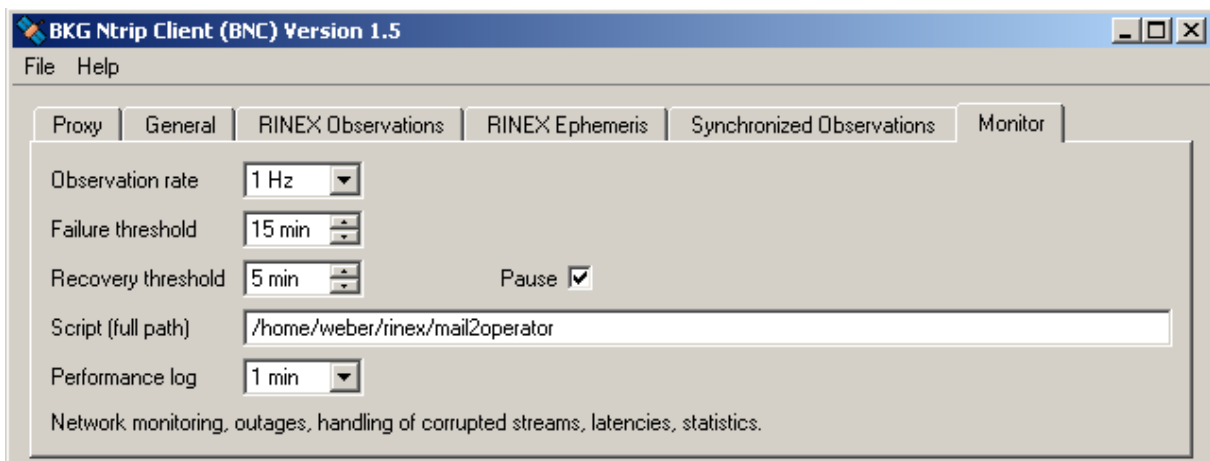 BKG Ntrip Client (BNC) Version 1.5
File Help
Proxy General RINEX Observations RINEX Ephemeris Synchronized Observations Monitor
Observation rate 1 Hz
Failure threshold 15 min
Recovery threshold 5 min Pause
Script (full path) /home/weber/rinex/mail2operator
Performance log 1 min
Network monitoring, outages, handling of corrupted streams, latencies, statistics.